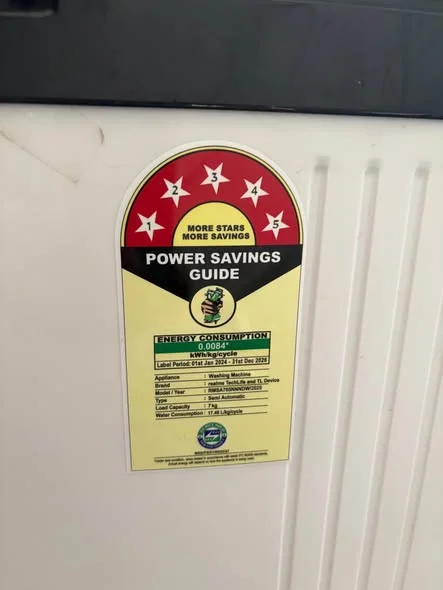 1 2 3 4 5
MORE STARS
MORE SAVINGS
POWER SAVINGS
GUIDE
ENERGY CONSUMPTION
0.0084*
kWh/kg/cycle
Label Period: 01st Jan 2024 - 31st Dec 2026
Appliance : Washing Machine
Brand : realme TechLife and TL Device
Model / Year :
Type : Semi Automatic
Load Capacity : 7 kg
Water Consumption : 17.48 L/kg/cycle